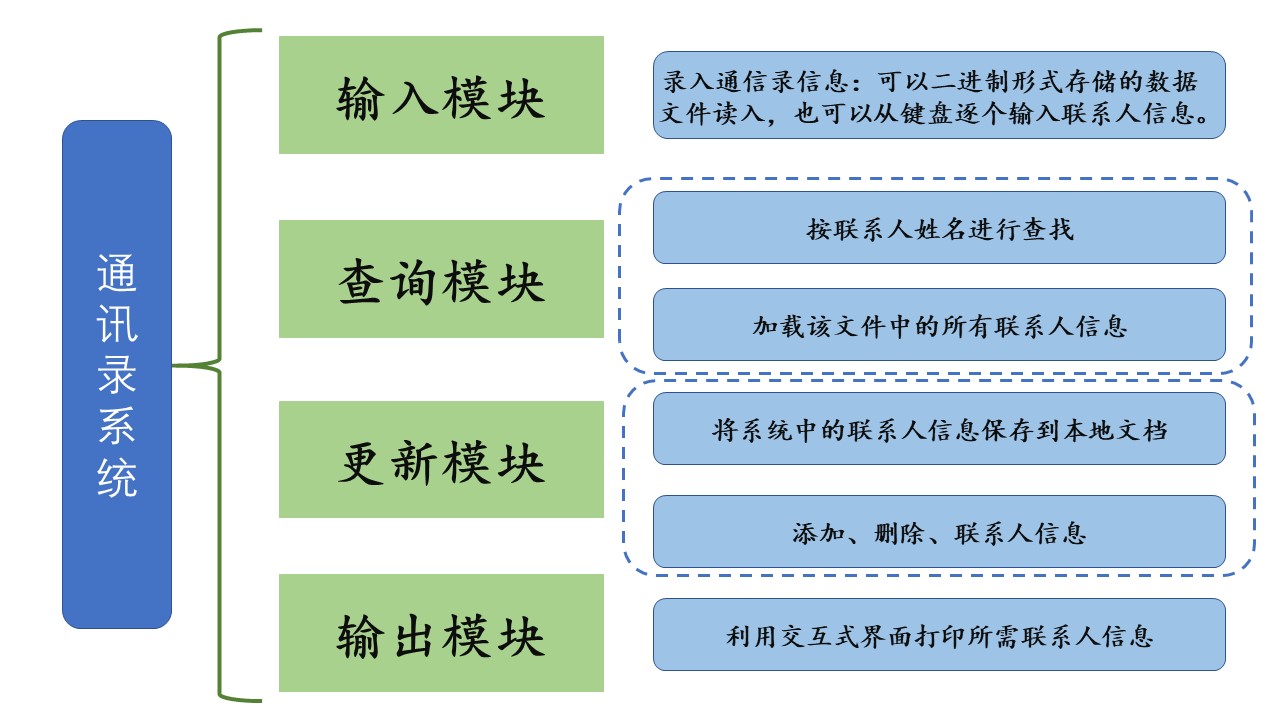 通讯录系统
输入模块
录入通信录信息：可以二进制形式存储的数据
文件读入，也可以从键盘逐个输入联系人信息。
查询模块
按联系人姓名进行查找
加载该文件中的所有联系人信息
更新模块
将系统中的联系人信息保存到本地文档
添加、删除、联系人信息
输出模块
利用交互式界面打印所需联系人信息